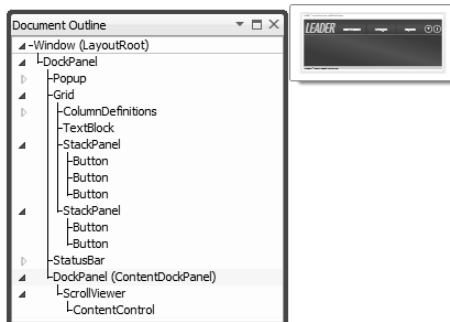 Document Outline
Window (LayoutRoot)
DockPanel
Popup
Grid
ColumnDefinitions
TextBlock
StackPanel
Button
Button
Button
StackPanel
Button
Button
StatusBar
DockPanel (ContentDockPanel)
ScrollViewer
ContentControl
LEADER